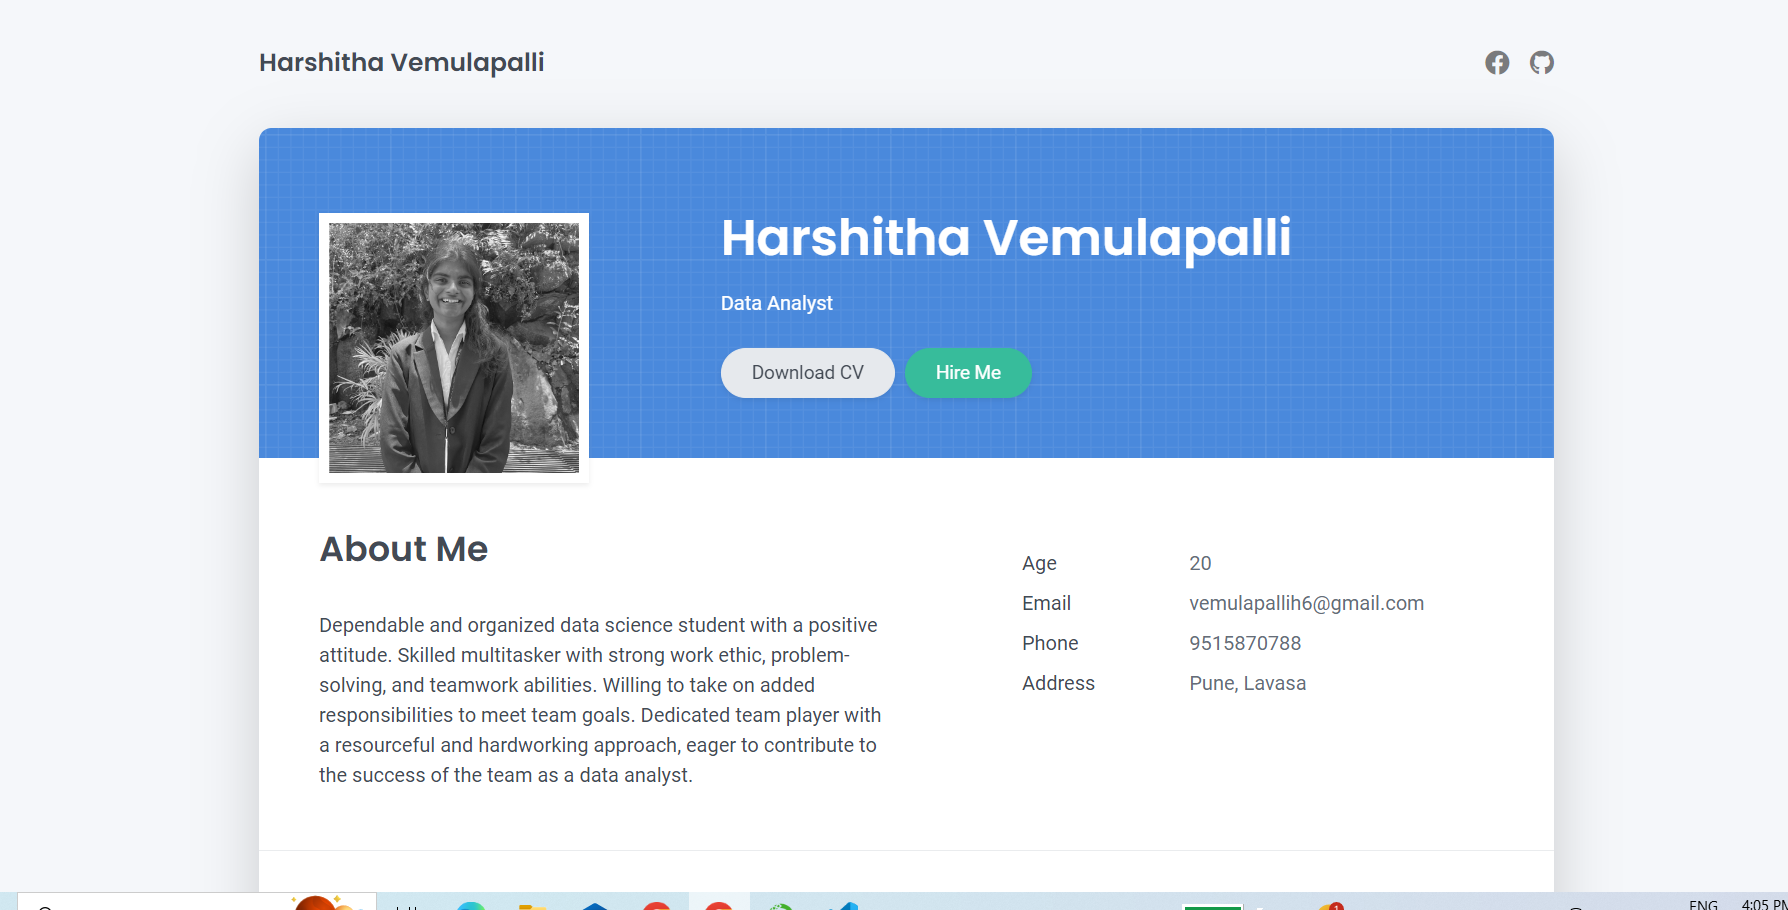 Harshitha Vemulapalli
Harshitha Vemulapalli
Data Analyst
Download CV
Hire Me
About Me
Dependable and organized data science student with a positive
attitude. Skilled multitasker with strong work ethic, problem-
solving, and teamwork abilities. Willing to take on added
responsibilities to meet team goals. Dedicated team player with
a resourceful and hardworking approach, eager to contribute to
the success of the team as a data analyst.
Age 20
Email vemulapallih6@gmail.com
Phone 9515870788
Address Pune, Lavasa
1
ENG
4:05 PM